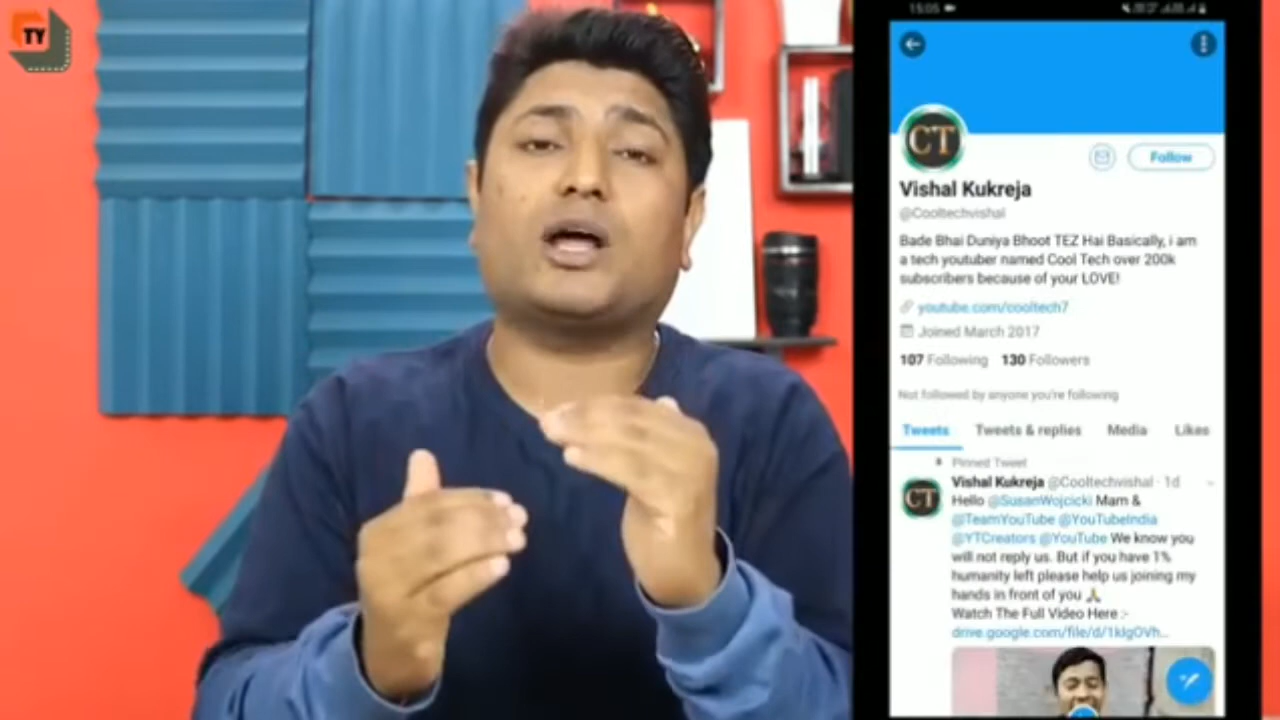 TY
15:05
CT
Follow
Vishal Kukreja
@Cooltechvishal
Bade Bhai Duniya Bhoot TEZ Hai Basically, i am
a tech youtuber named Cool Tech over 200k
subscribers because of your LOVE!
youtube.com/cooltech7
Joined March 2017
107 Following 130 Followers
Not followed by anyone you're following
Tweets Tweets & replies Media Likes
Pinned Tweet
CT
Vishal Kukreja @Cooltechvishal · 1d
Hello @SusanWojcicki Mam &
@TeamYouTube @YouTubeIndia
@YTCreators @YouTube We know you
will not reply us. But if you have 1%
humanity left please help us joining my
hands in front of you 🙏
Watch The Full Video Here :-
drive.google.com/file/d/1klgOVh...